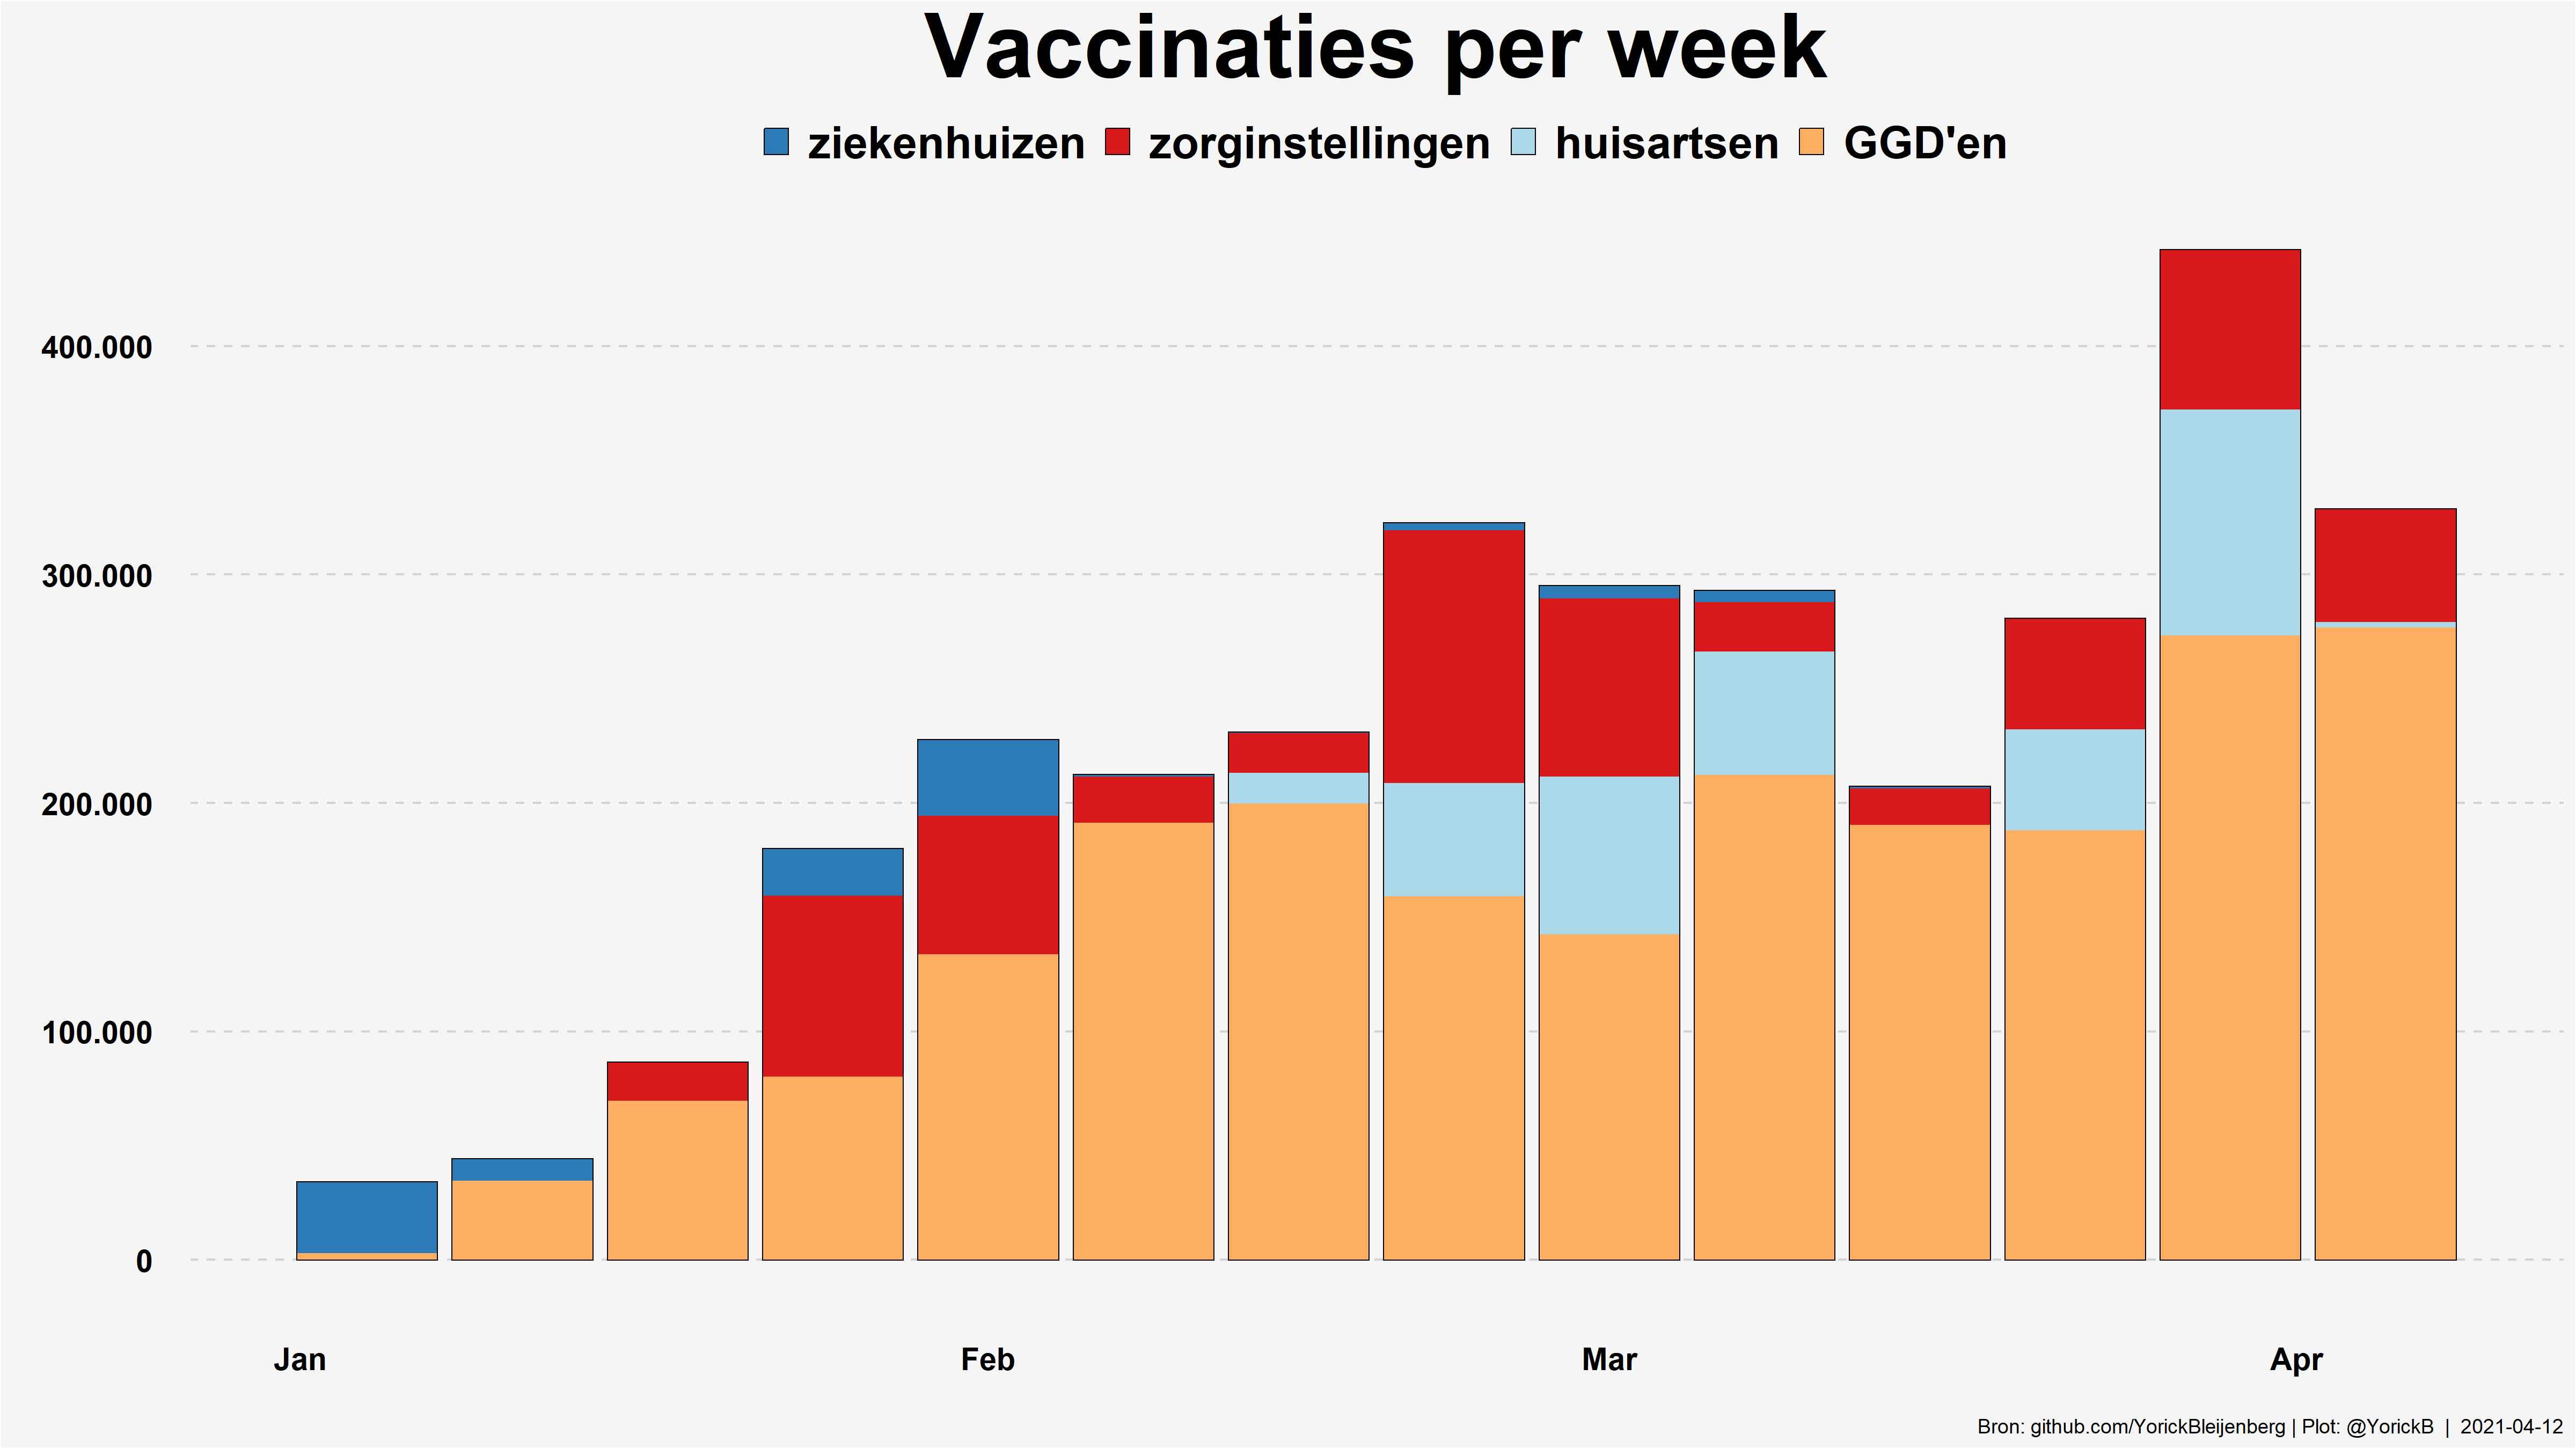 Vaccinaties per week
ziekenhuizen zorginstellingen huisartsen GGD'en
400.000
300.000
200.000
100.000
0
Jan Feb Mar Apr
Bron: github.com/YorickBleijenberg | Plot: @YorickB | 2021-04-12